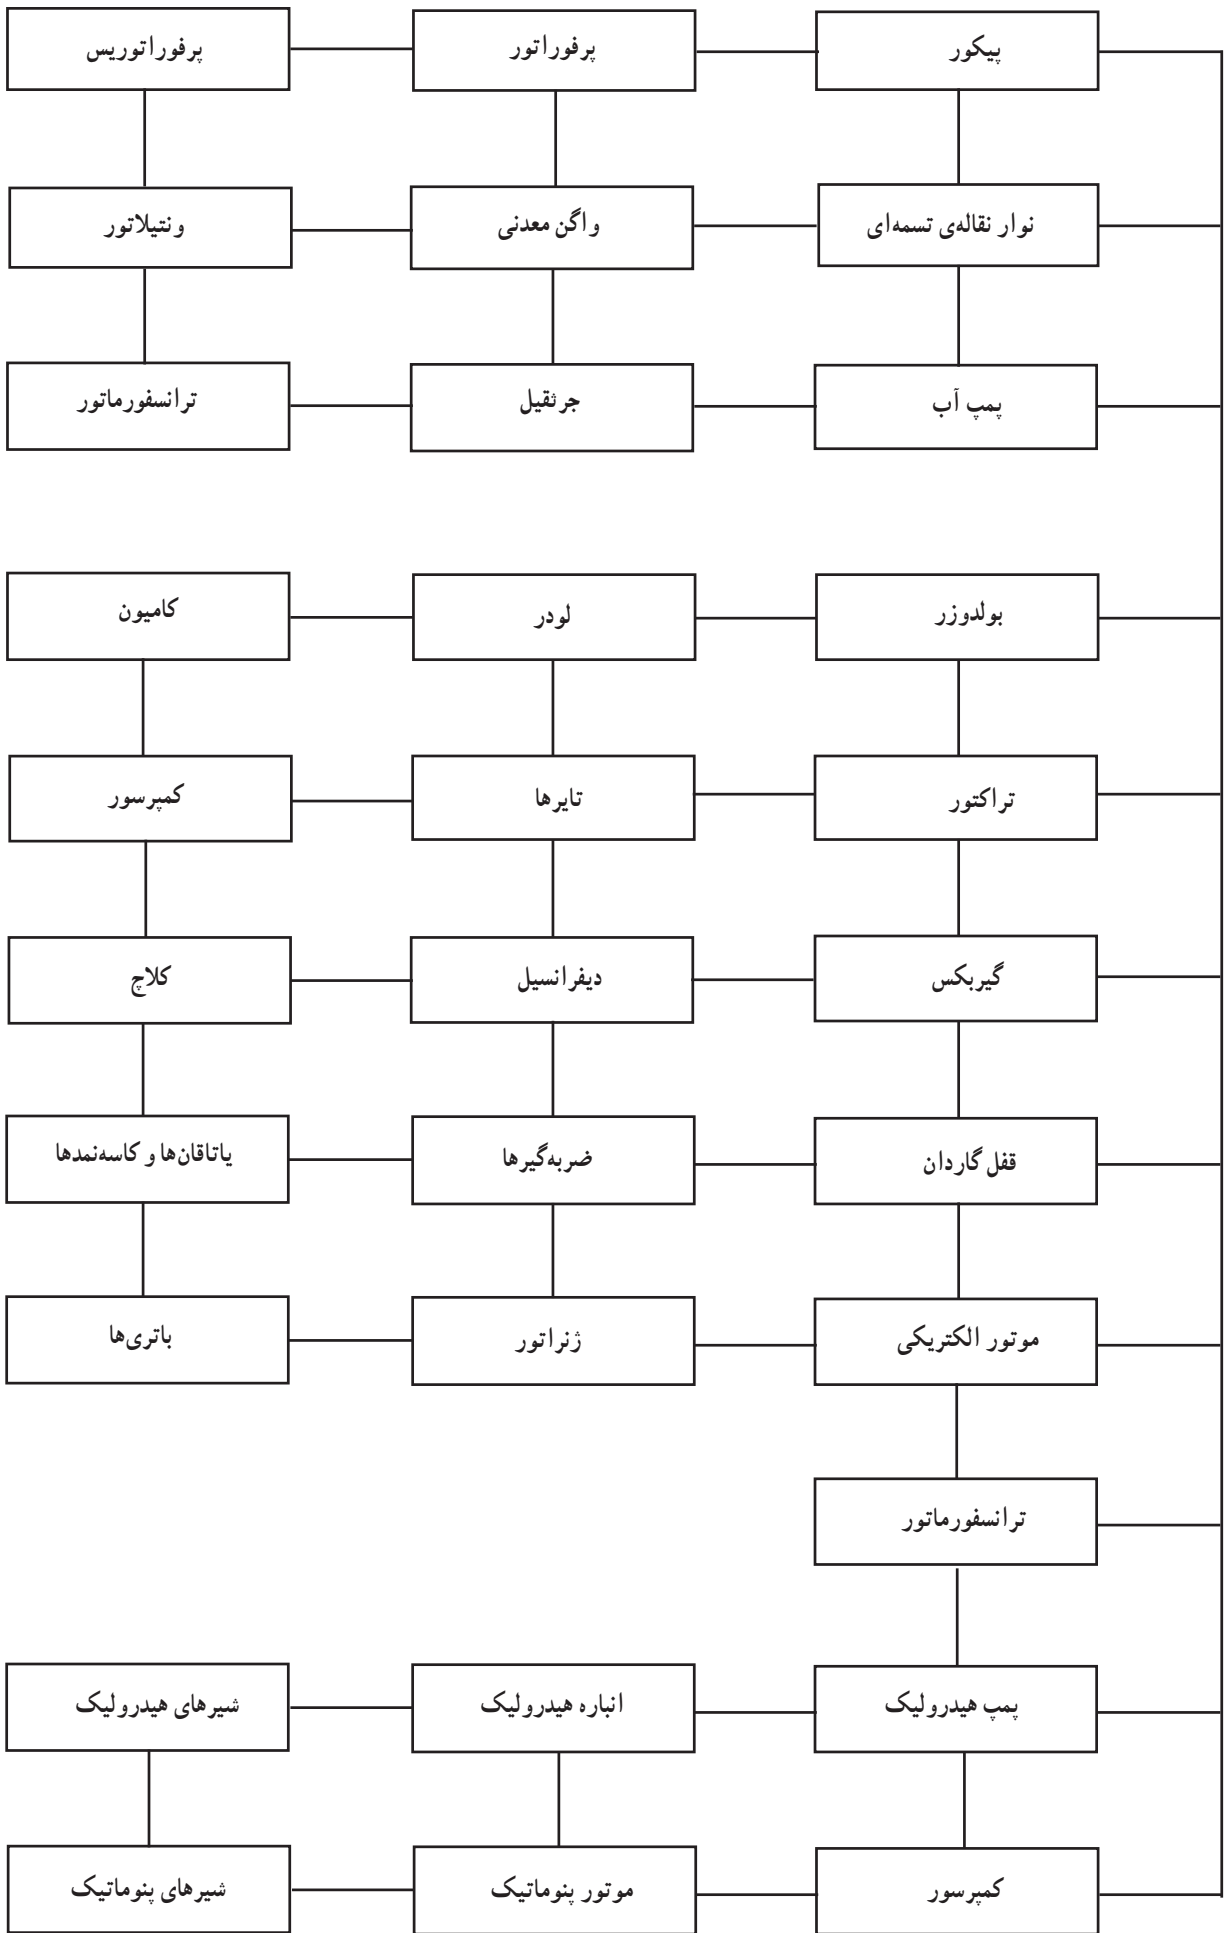 پیکور
پرفوراتور
پرفوراتوریس
نوار نقاله‌ی تسمه‌ای
واگن معدنی
ونتیلاتور
پمپ آب
جرثقیل
ترانسفورماتور
بولدوزر
لودر
کامیون
تراکتور
تایرها
کمپرسور
گیربکس
دیفرانسیل
کلاچ
قفل گاردان
ضربه‌گیرها
یاتاقان‌ها و کاسه‌نمدها
موتور الکتریکی
ژنراتور
باتری‌ها
ترانسفورماتور
پمپ هیدرولیک
انباره هیدرولیک
شیرهای هیدرولیک
کمپرسور
موتور پنوماتیک
شیرهای پنوماتیک